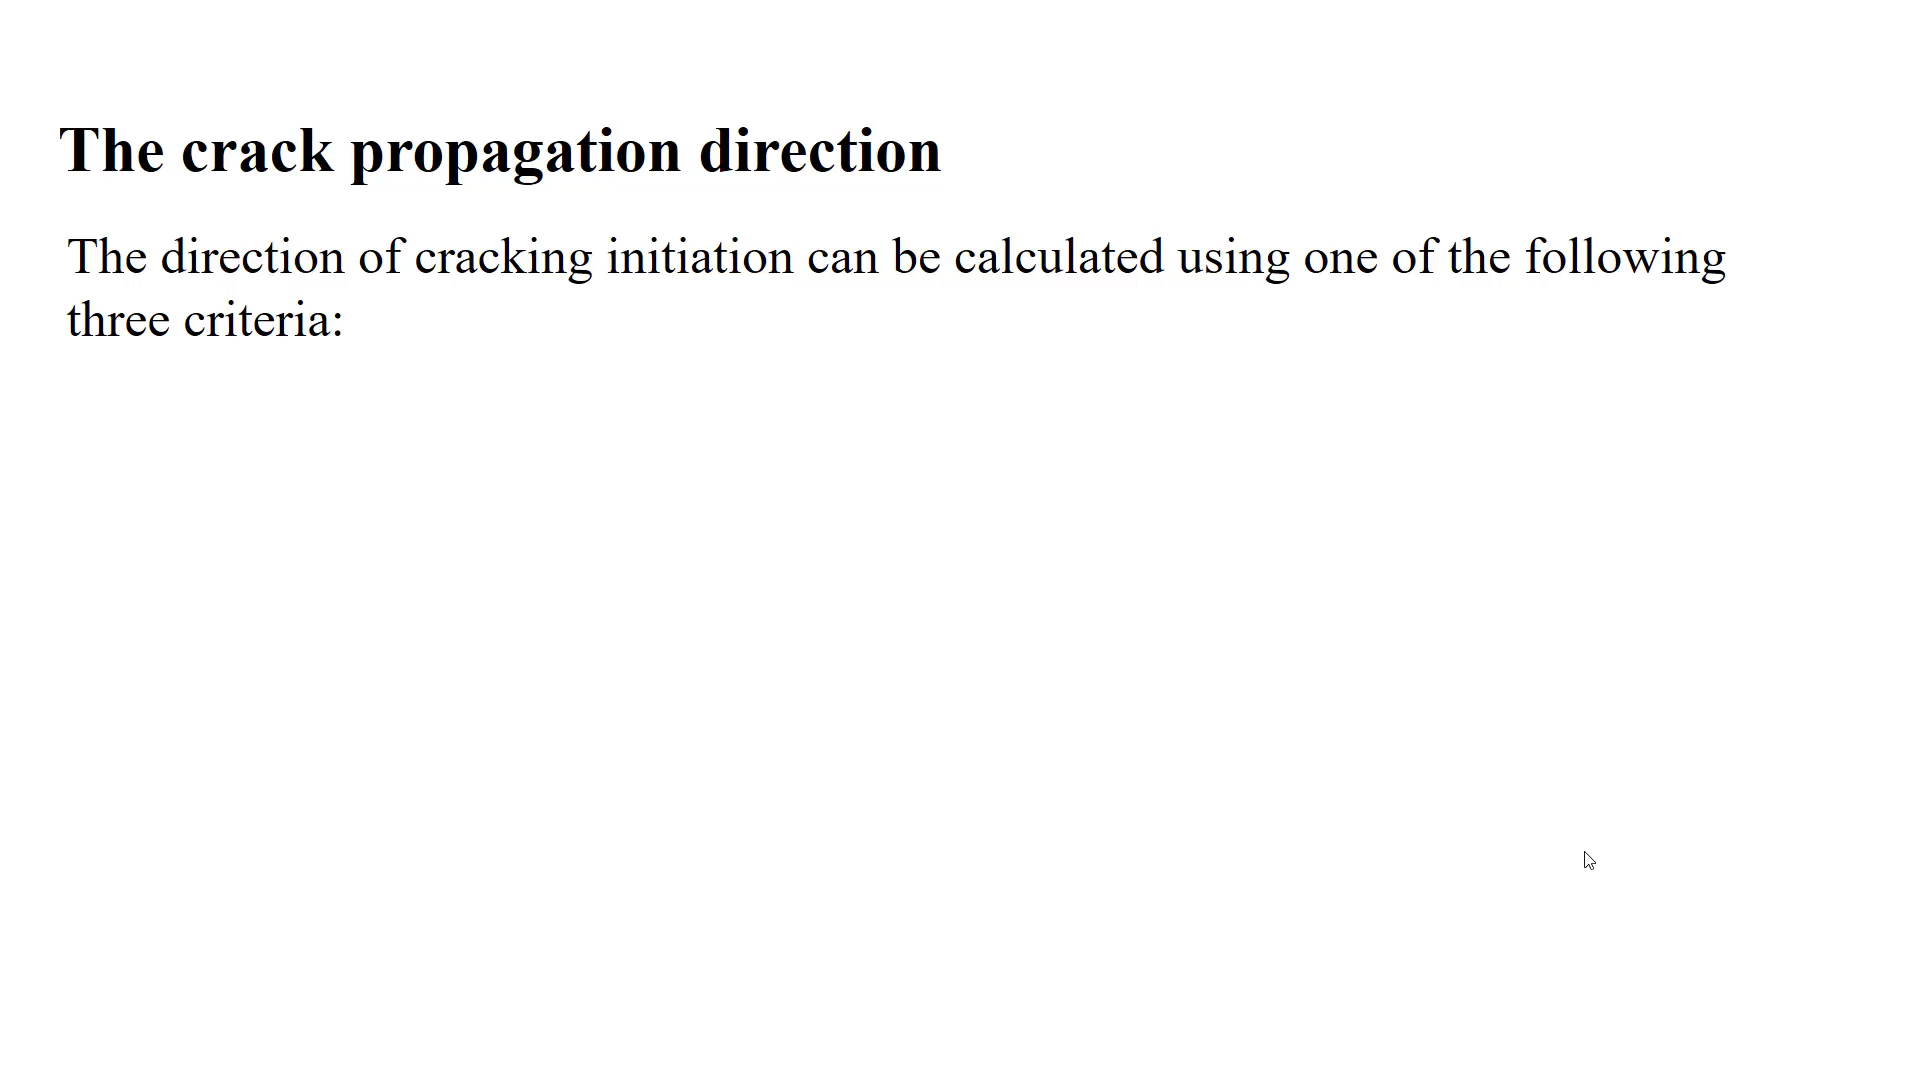 The crack propagation direction
The direction of cracking initiation can be calculated using one of the following
three criteria: